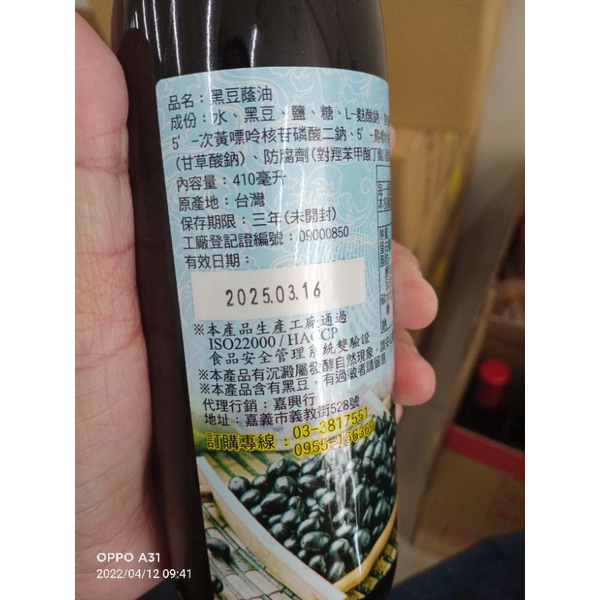 品名：黑豆蔭油
成份：水、黑豆、鹽、糖、L-麩酸鈉、
5'-次黃嘌呤核苷磷酸二鈉、5'-
(甘草酸鈉)、防腐劑(對羥苯甲酸丁酯)
內容量：410毫升
原產地：台灣
保存期限：三年(未開封)
工廠登記證編號：09000850
有效日期：
2025.03.16
※本產品生產工廠通過
ISO22000/HACCP
食品安全管理系統雙驗證
※本產品有沉澱屬發酵自然現象，請安心
※本產品含有黑豆，有過敏者請留意
代理行銷：嘉興行
地址：嘉義市義教街528號
訂購專線：03-3817551
OPPO A31
2022/04/12 09:41